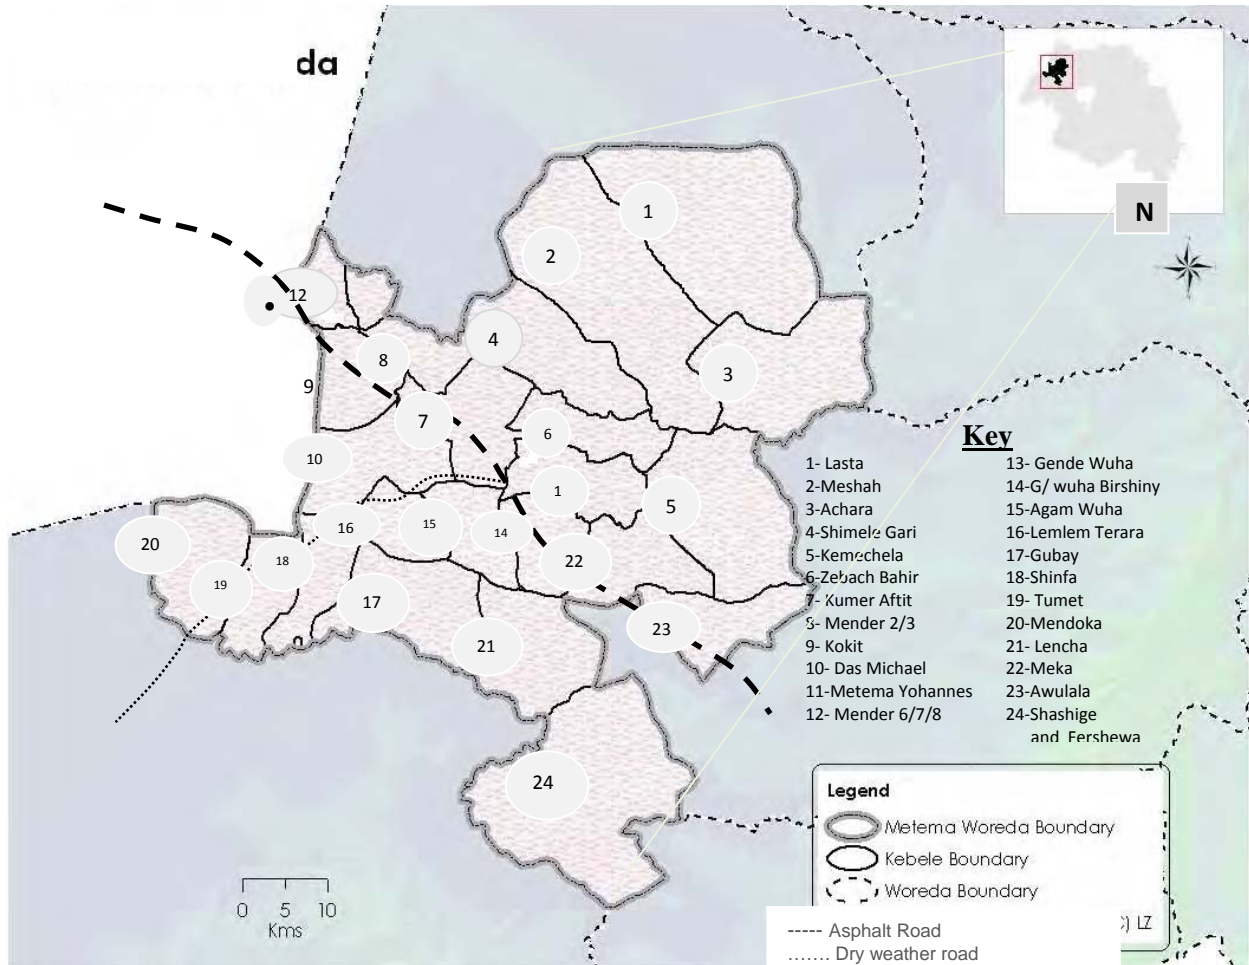 da
N
1
2
12
4
8
3
9
7
6
10
1
5
16
15
14
20
18
22
19
17
23
21
24
Key
1- Lasta
2-Meshah
3-Achara
4-Shimele Gari
5-Kemechela
6-Zebach Bahir
7- Kumer Aftit
8- Mender 2/3
9- Kokit
10- Das Michael
11-Metema Yohannes
12- Mender 6/7/8
13- Gende Wuha
14-G/ wuha Birshiny
15-Agam Wuha
16-Lemlem Terara
17-Gubay
18-Shinfa
19- Tumet
20-Mendoka
21- Lencha
22-Meka
23-Awulala
24-Shashige
and Fershewa
Legend
Metema Woreda Boundary
Kebele Boundary
Woreda Boundary
LZ
----- Asphalt Road
....... Dry weather road
0 5 10
Kms